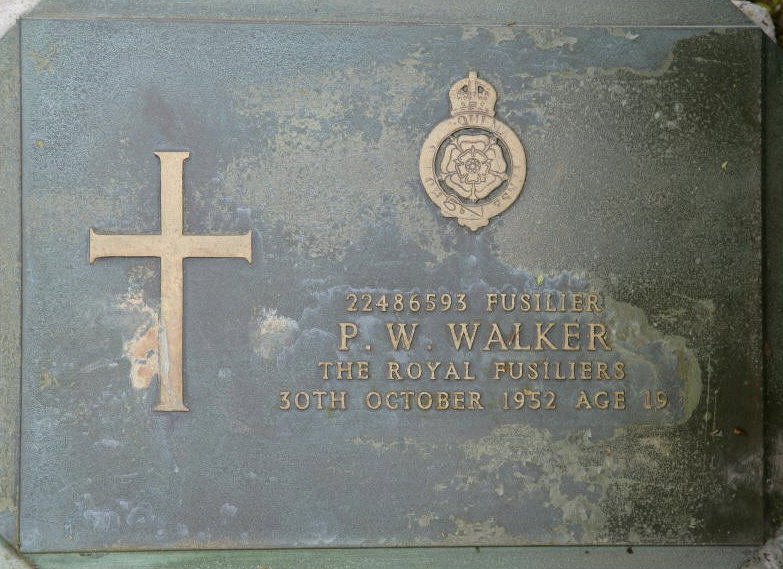 22486593 FUSILIER
P. W. WALKER
THE ROYAL FUSILIERS
30TH OCTOBER 1952 AGE 19